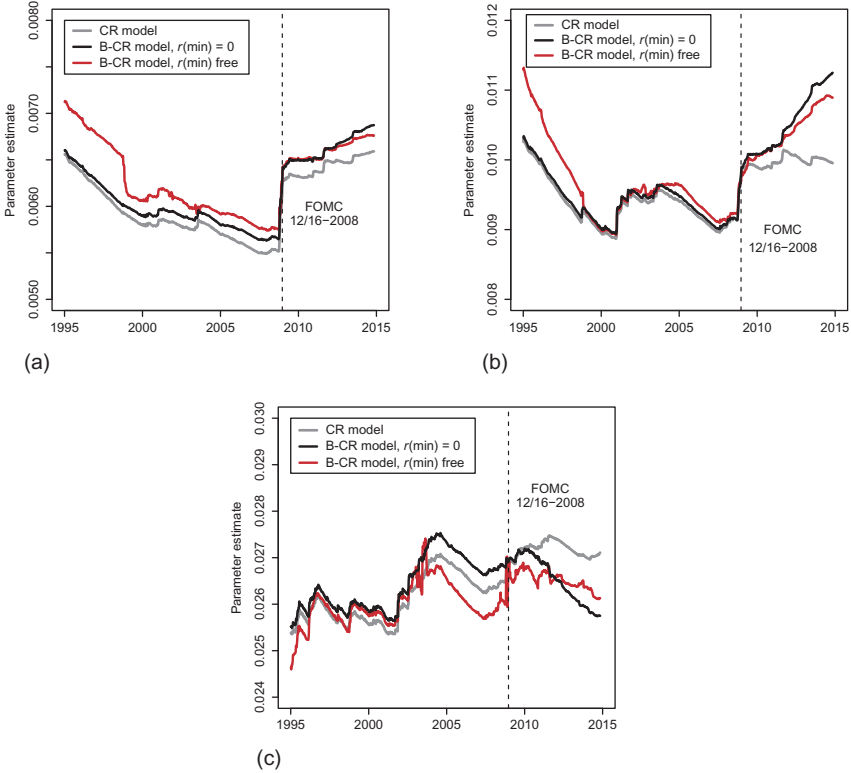 0.0080
0.0070
0.0060
0.0050
Parameter estimate
CR model
B-CR model, r(min) = 0
B-CR model, r(min) free
FOMC
12/16−2008
1995 2000 2005 2010 2015
(a)
0.012
0.011
0.010
0.009
0.008
Parameter estimate
CR model
B-CR model, r(min) = 0
B-CR model, r(min) free
FOMC
12/16−2008
1995 2000 2005 2010 2015
(b)
0.030
0.029
0.028
0.027
0.026
0.025
0.024
Parameter estimate
CR model
B-CR model, r(min) = 0
B-CR model, r(min) free
FOMC
12/16−2008
1995 2000 2005 2010 2015
(c)